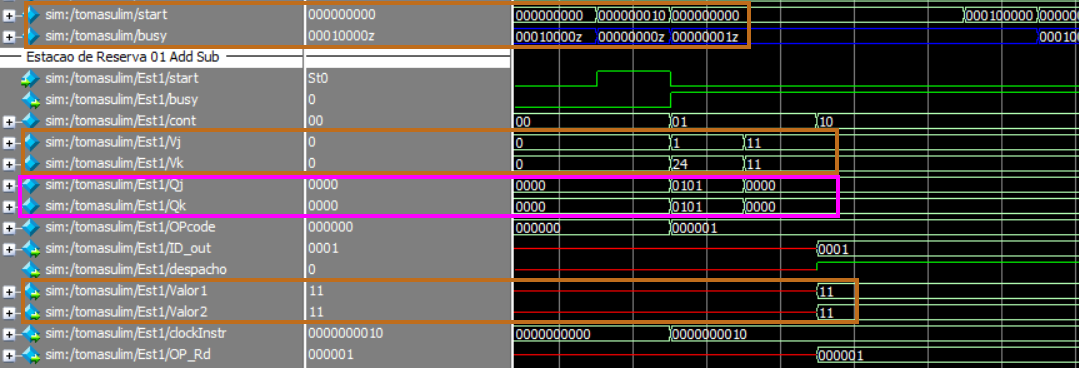 sim:/tomasulim/start 000000000 000000000 000000010 000000000 000100000 00000
sim:/tomasulim/busy 00010000z 00010000z 00000000z 00000001z 00010
Estacao de Reserva 01 Add Sub
sim:/tomasulim/Est1/start St0
sim:/tomasulim/Est1/busy 0
sim:/tomasulim/Est1/cont 00 00 01 10
sim:/tomasulim/Est1/Vj 0 0 1 11
sim:/tomasulim/Est1/Vk 0 0 24 11
sim:/tomasulim/Est1/Qj 0000 0000 0101 0000
sim:/tomasulim/Est1/Qk 0000 0000 0101 0000
sim:/tomasulim/Est1/OPcode 000000 000000 000001
sim:/tomasulim/Est1/ID_out 0001 0001
sim:/tomasulim/Est1/despacho 0
sim:/tomasulim/Est1/Valor1 11 11
sim:/tomasulim/Est1/Valor2 11 11
sim:/tomasulim/Est1/clockInstr 0000000010 0000000000 0000000010
sim:/tomasulim/Est1/OP_Rd 000001 000001